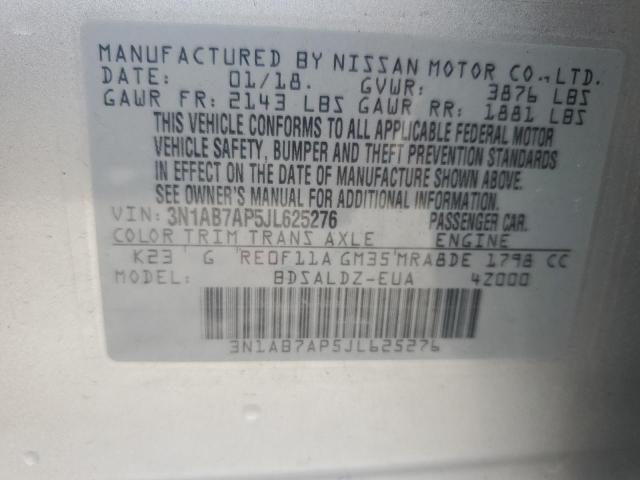 MANUFACTURED BY NISSAN MOTOR CO.,LTD.
DATE: 01/18. GVWR: 3876 LBS
GAWR FR: 2143 LBS GAWR RR: 1881 LBS
THIS VEHICLE CONFORMS TO ALL APPLICABLE FEDERAL MOTOR
VEHICLE SAFETY, BUMPER AND THEFT PREVENTION STANDARDS
IN EFFECT ON THE DATE OF MANUFACTURE SHOWN ABOVE.
SEE OWNER'S MANUAL FOR ADDITIONAL INFORMATION.
VIN: 3N1AB7AP5JL625276 PASSENGER CAR.
COLOR TRIM TRANS AXLE ENGINE
K23 G RE0F11A GM35 MRA8DE 1798 CC
MODEL: BDSALDZ-EUA 4Z000
3N1AB7AP5JL625276